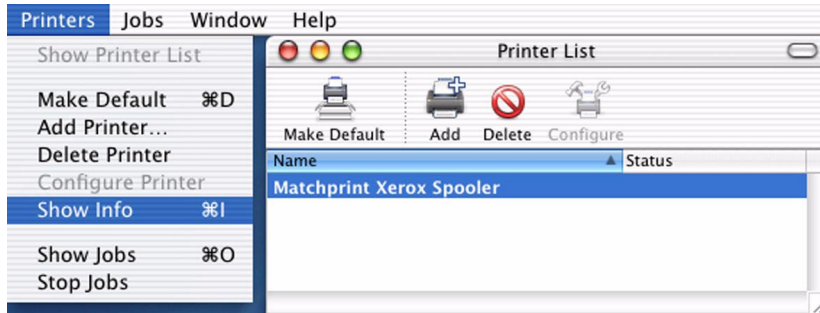 Printers Jobs Window Help
Show Printer List
Make Default ⌘D
Add Printer...
Delete Printer
Configure Printer
Show Info ⌘I
Show Jobs ⌘O
Stop Jobs
Printer List
Make Default Add Delete Configure
Name Status
Matchprint Xerox Spooler